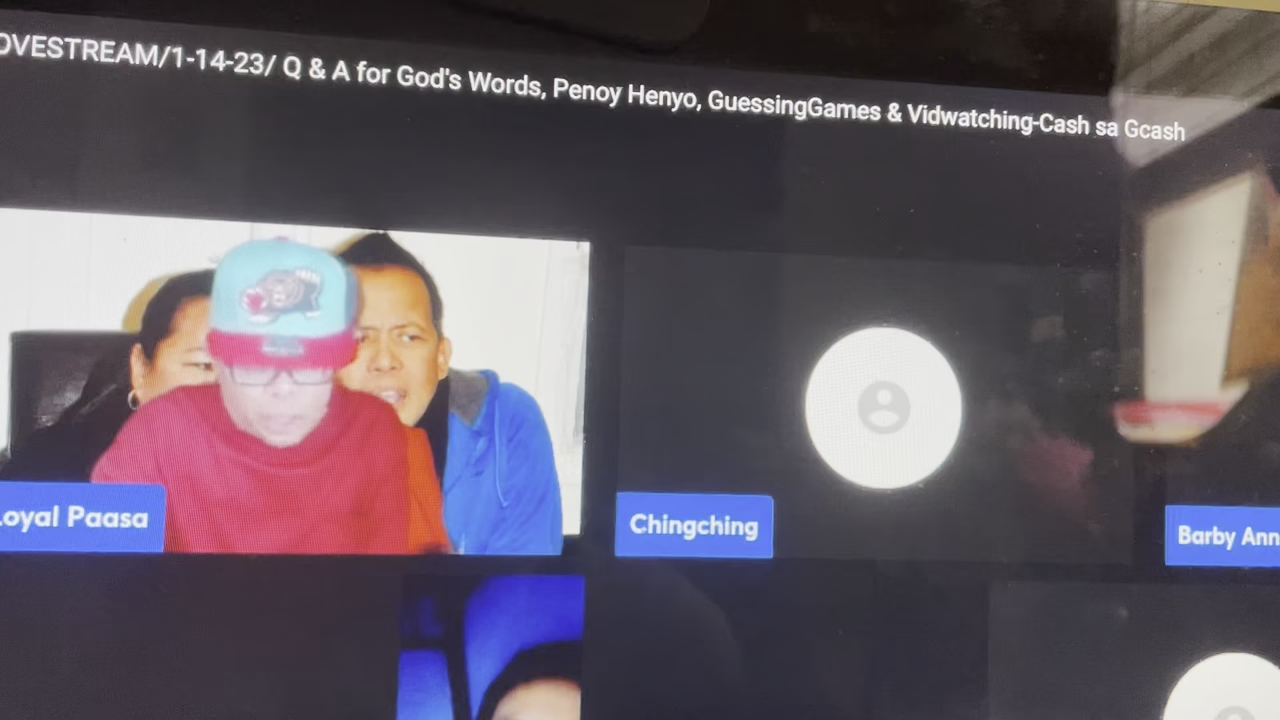 OVESTREAM/1-14-23/ Q & A for God's Words, Penoy Henyo, GuessingGames & Vidwatching-Cash sa Gcash
Loyal Paasa
Chingching
Barby Ann